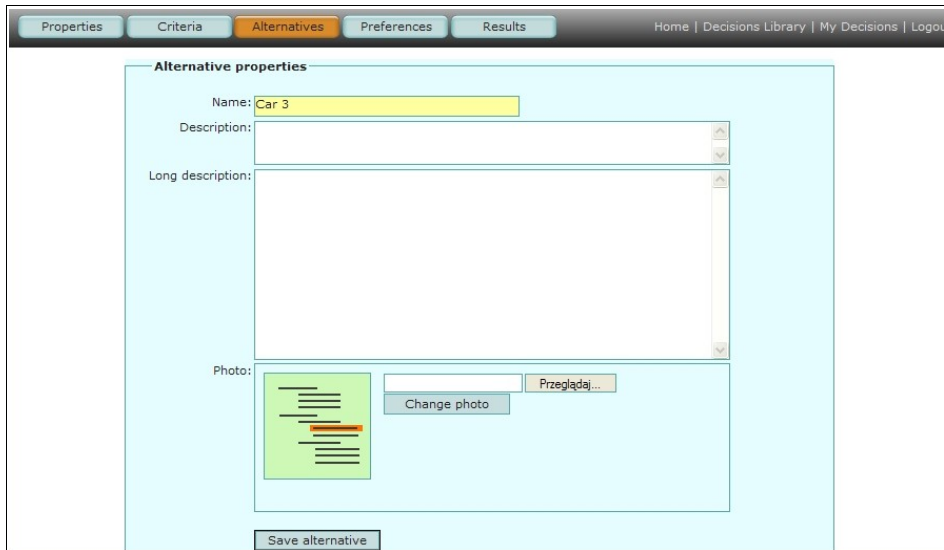 Properties Criteria Alternatives Preferences Results Home | Decisions Library | My Decisions | Logou
Alternative properties
Name: Car 3
Description:
Long description:
Photo:
Przeglądaj...
Change photo
Save alternative